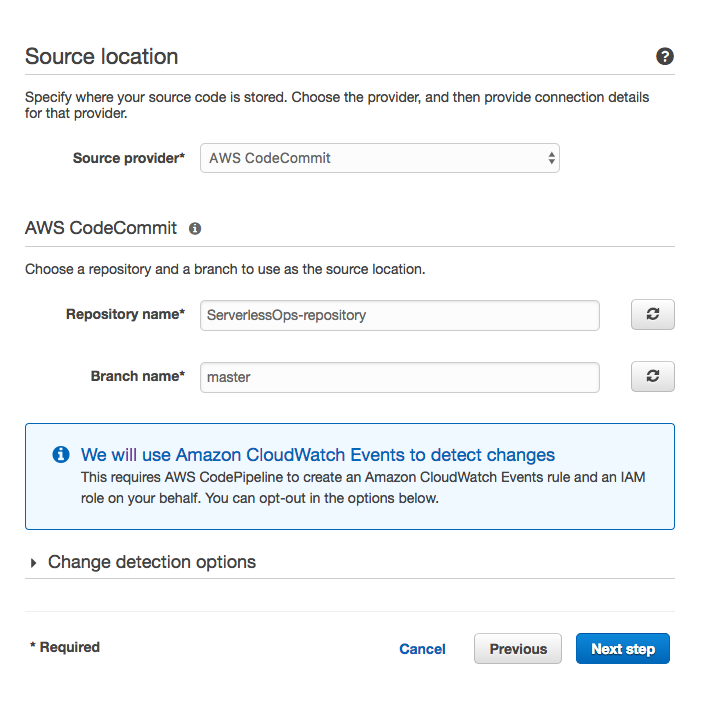 Source location
Specify where your source code is stored. Choose the provider, and then provide connection details
for that provider.
Source provider* AWS CodeCommit
AWS CodeCommit
Choose a repository and a branch to use as the source location.
Repository name* ServerlessOps-repository
Branch name* master
We will use Amazon CloudWatch Events to detect changes
This requires AWS CodePipeline to create an Amazon CloudWatch Events rule and an IAM
role on your behalf. You can opt-out in the options below.
Change detection options
* Required Cancel Previous Next step